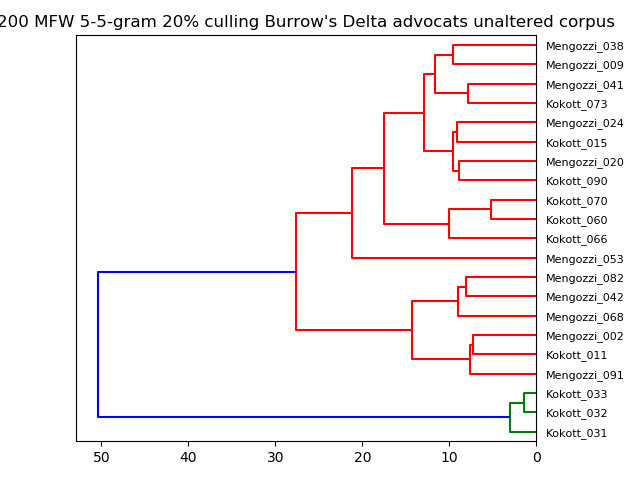 200 MFW 5-5-gram 20% culling Burrow's Delta advocats unaltered corpus
Mengozzi_038
Mengozzi_009
Mengozzi_041
Kokott_073
Mengozzi_024
Kokott_015
Mengozzi_020
Kokott_090
Kokott_070
Kokott_060
Kokott_066
Mengozzi_053
Mengozzi_082
Mengozzi_042
Mengozzi_068
Mengozzi_002
Kokott_011
Mengozzi_091
Kokott_033
Kokott_032
Kokott_031
50 40 30 20 10 0